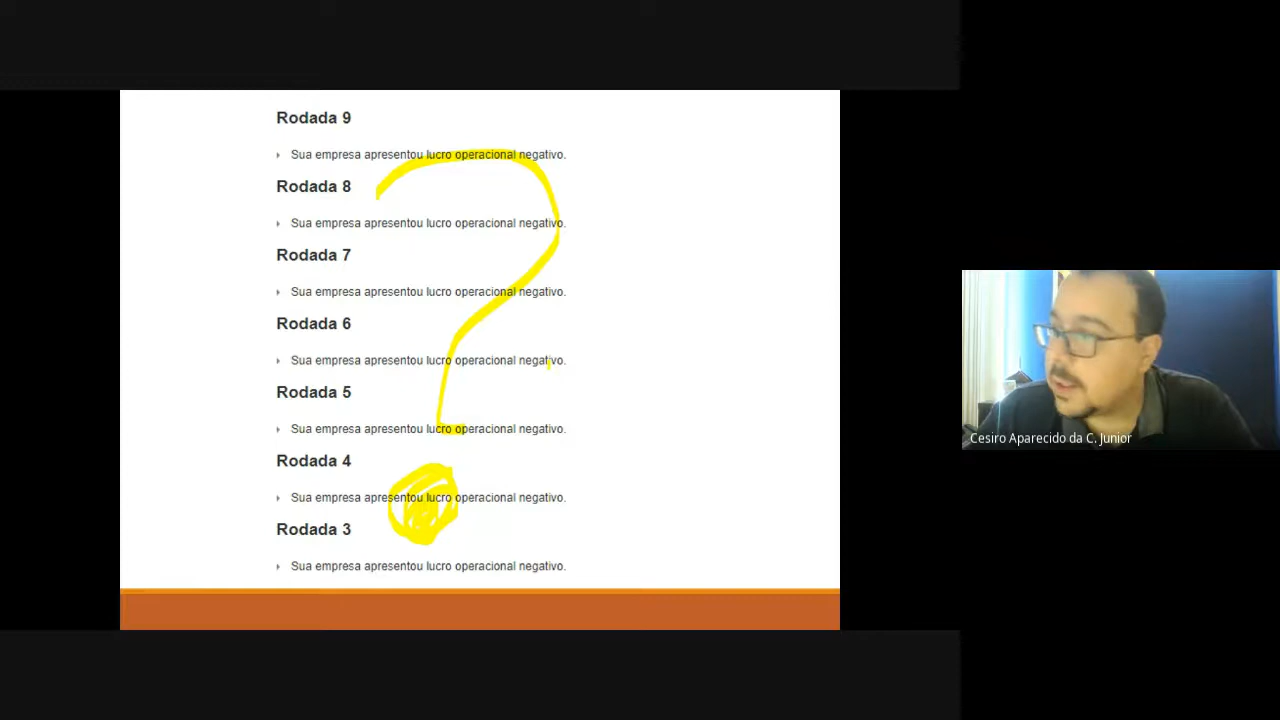 Rodada 9
Sua empresa apresentou lucro operacional negativo.
Rodada 8
Sua empresa apresentou lucro operacional negativo.
Rodada 7
Sua empresa apresentou lucro operacional negativo.
Rodada 6
Sua empresa apresentou lucro operacional negativo.
Rodada 5
Sua empresa apresentou lucro operacional negativo.
Rodada 4
Sua empresa apresentou lucro operacional negativo.
Rodada 3
Sua empresa apresentou lucro operacional negativo.
?
Cesiro Aparecido da C. Junior